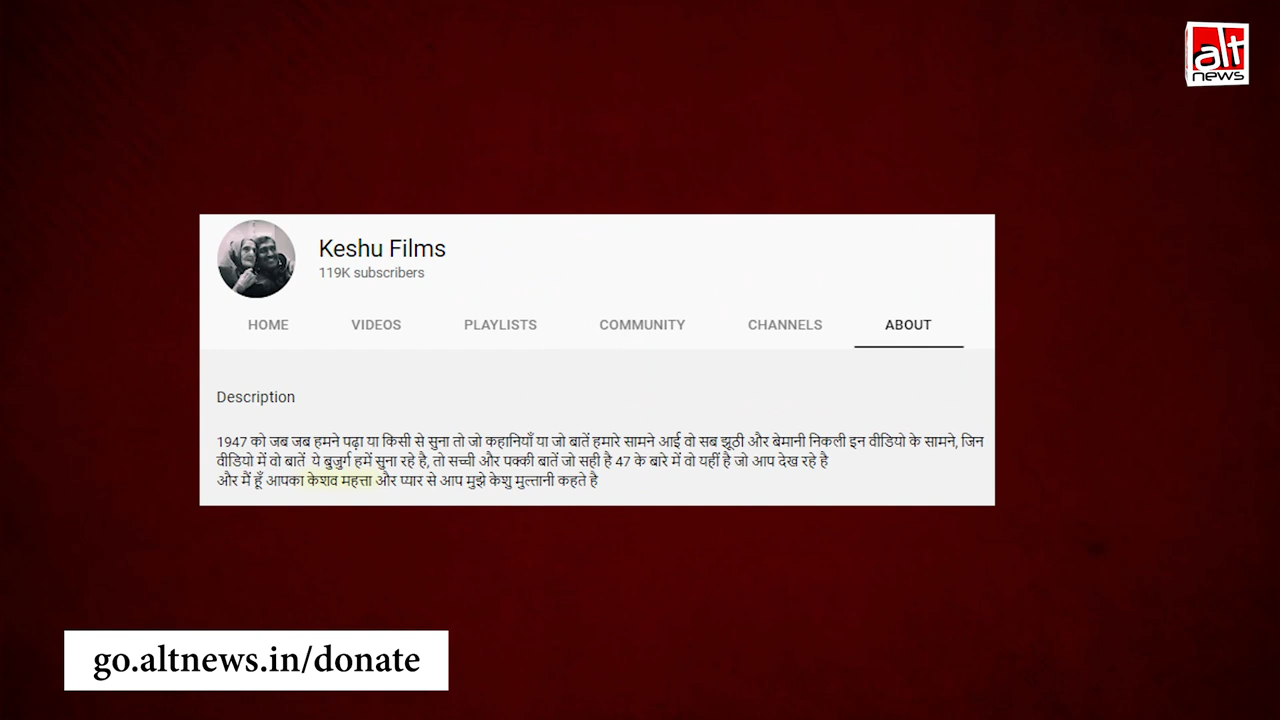 alt
news
Keshu Films
119K subscribers
HOME VIDEOS PLAYLISTS COMMUNITY CHANNELS ABOUT
Description
1947 को जब जब हमने पढ़ा या किसी से सुना तो जो कहानियाँ या जो बातें हमारे सामने आई वो सब झूठी और बेमानी निकली इन वीडियो के सामने, जिन
वीडियो में वो बातें ये बुजुर्ग हमें सुना रहे है, तो सच्ची और पक्की बातें जो सही है 47 के बारे में वो यहीं है जो आप देख रहे है
और मैं हूँ आपका केशव महत्ता और प्यार से आप मुझे केशु मुल्तानी कहते है
go.altnews.in/donate